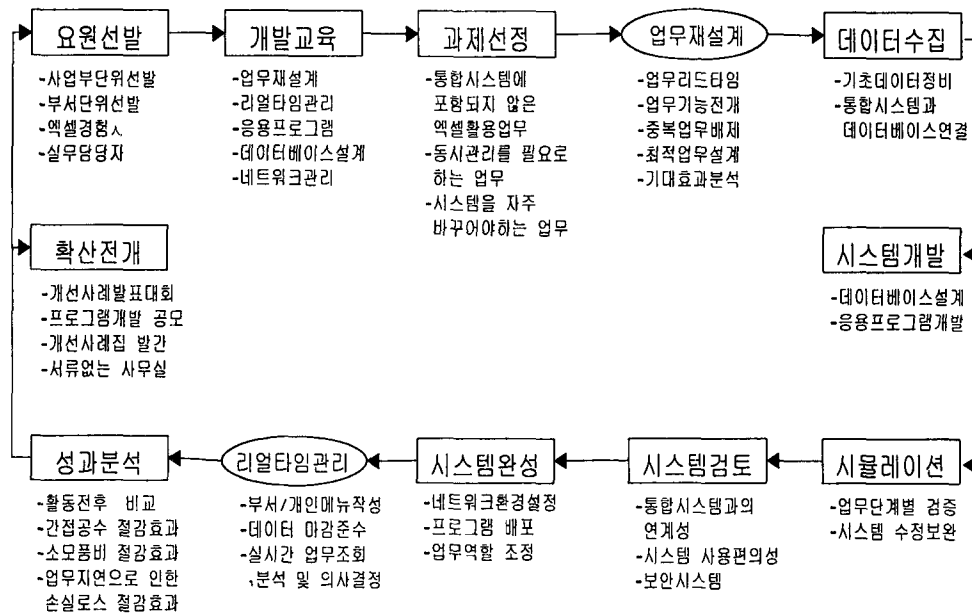 요원선발
-사업부단위선발
-부서단위선발
-엑셀경험
-실무담당자
개발교육
-업무재설계
-리얼타임관리
-응용프로그램
-데이터베이스설계
-네트워크관리
과제선정
-통합시스템에
포함되지 않은
엑셀활용업무
-동시관리를 필요로
하는 업무
-시스템을 자주
바꾸어야하는 업무
업무재설계
-업무리드타임
-업무기능전개
-중복업무배제
-최적업무설계
-기대효과분석
데이터수집
-기초데이터정비
-통합시스템과
데이터베이스연결
확산전개
-개선사례발표대회
-프로그램개발 공모
-개선사례집 발간
-서류없는 사무실
시스템개발
-데이터베이스설계
-응용프로그램개발
성과분석
-활동전후 비교
-간접공수 절감효과
-소모품비 절감효과
-업무지연으로 인한
손실로스 절감효과
리얼타임관리
-부서/개인메뉴작성
-데이터 마감준수
-실시간 업무조회
분석 및 의사결정
시스템완성
-네트워크환경설정
-프로그램 배포
-업무역할 조정
시스템검토
-통합시스템과의
연계성
-시스템 사용편의성
-보안시스템
시뮬레이션
-업무단계별 검증
-시스템 수정보완